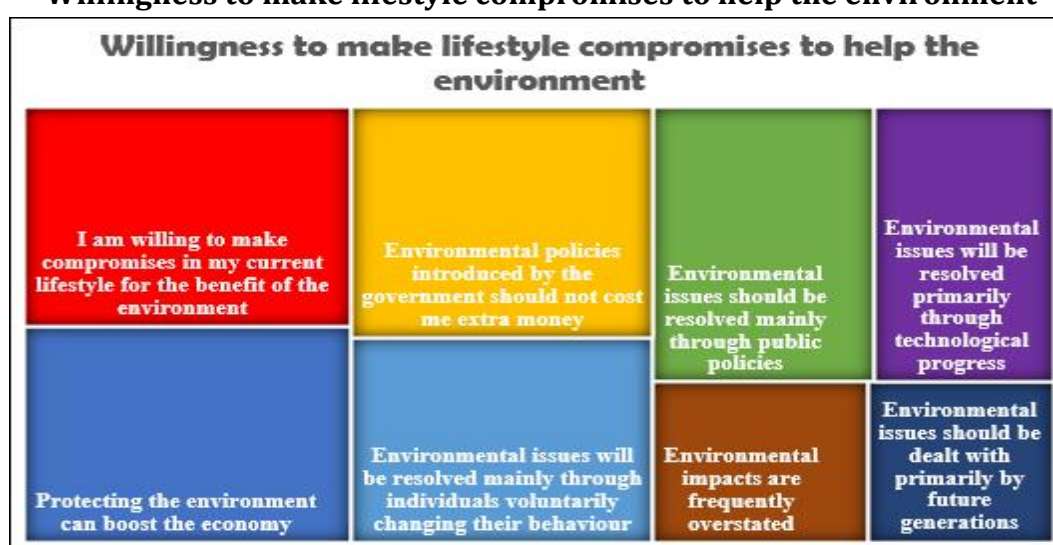 Willingness to make lifestyle compromises to help the environment
Willingness to make lifestyle compromises to help the
environment
I am willing to make
compromises in my current
lifestyle for the benefit of the
environment
Protecting the environment
can boost the economy
Environmental policies
introduced by the
government should not cost
me extra money
Environmental issues will
be resolved mainly through
individuals voluntarily
changing their behaviour
Environmental
issues should be
resolved mainly
through public
policies
Environmental
impacts are
frequently
overstated
Environmental
issues will be
resolved
primarily
through
technological
progress
Environmental
issues should be
dealt with
primarily by
future
generations